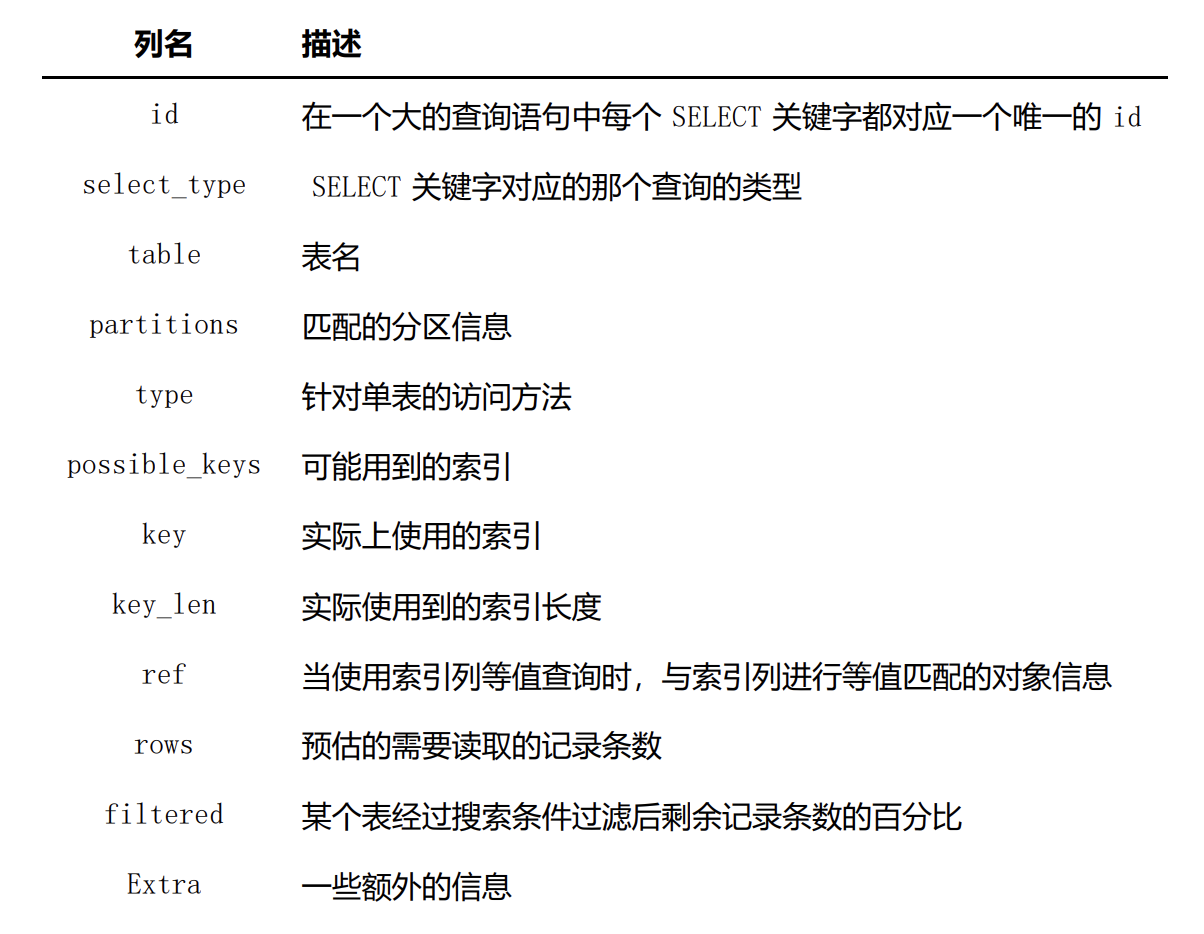 列名 描述
id 在一个大的查询语句中每个 SELECT 关键字都对应一个唯一的 id
select_type SELECT 关键字对应的那个查询的类型
table 表名
partitions 匹配的分区信息
type 针对单表的访问方法
possible_keys 可能用到的索引
key 实际上使用的索引
key_len 实际使用到的索引长度
ref 当使用索引列等值查询时，与索引列进行等值匹配的对象信息
rows 预估的需要读取的记录条数
filtered 某个表经过搜索条件过滤后剩余记录条数的百分比
Extra 一些额外的信息